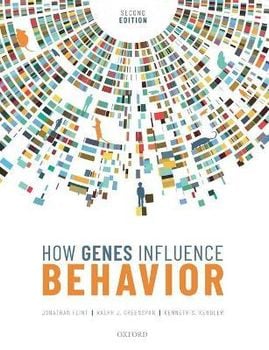 SECOND
EDITION
HOW GENES INFLUENCE
BEHAVIOR
JONATHAN FLINT | RALPH J. GREENSPAN | KENNETH S. KENDLER
OXFORD